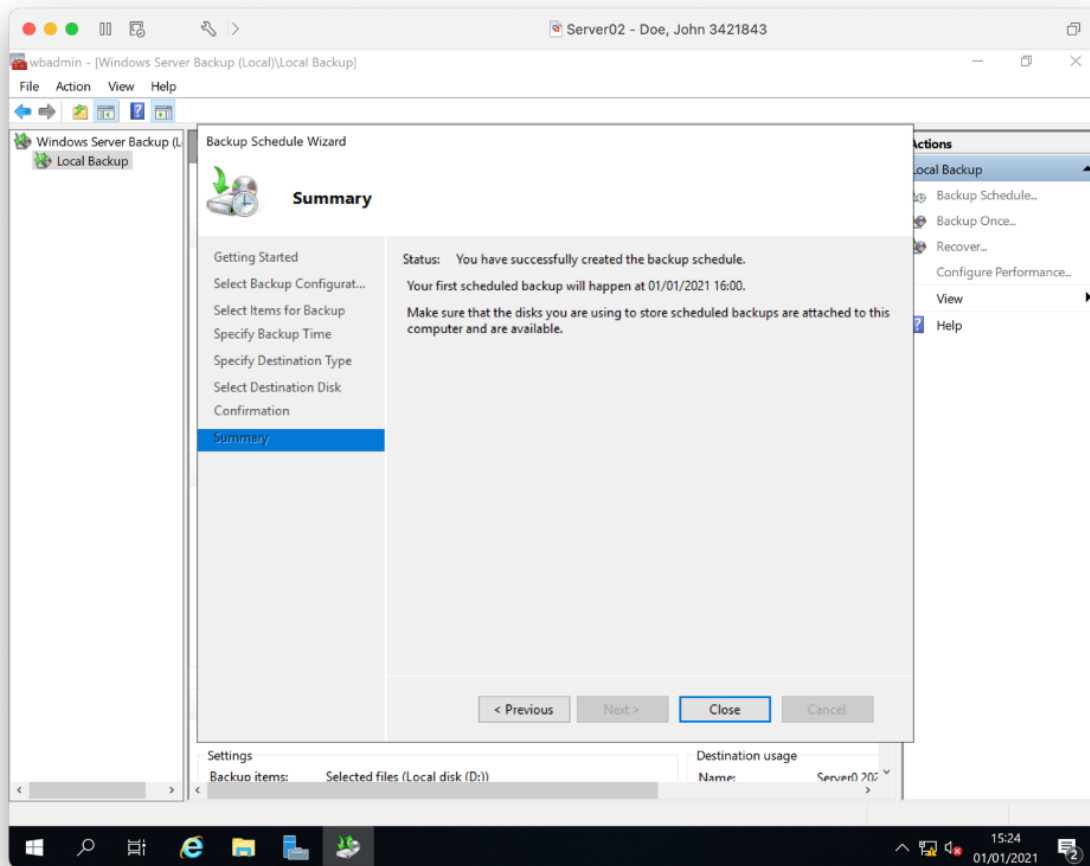 Server02 - Doe, John 3421843
wbadmin - [Windows Server Backup (Local)\Local Backup]
File Action View Help
Windows Server Backup (L
Local Backup
Backup Schedule Wizard
Summary
Getting Started
Select Backup Configurat...
Select Items for Backup
Specify Backup Time
Specify Destination Type
Select Destination Disk
Confirmation
Summary
Status: You have successfully created the backup schedule.
Your first scheduled backup will happen at 01/01/2021 16:00.
Make sure that the disks you are using to store scheduled backups are attached to this
computer and are available.
< Previous Next > Close Cancel
Settings
Backup items: Selected files (Local disk (D:))
Destination usage
Name: Server0 202
Actions
Local Backup
Backup Schedule...
Backup Once...
Recover...
Configure Performance...
View
Help
15:24
01/01/2021
2